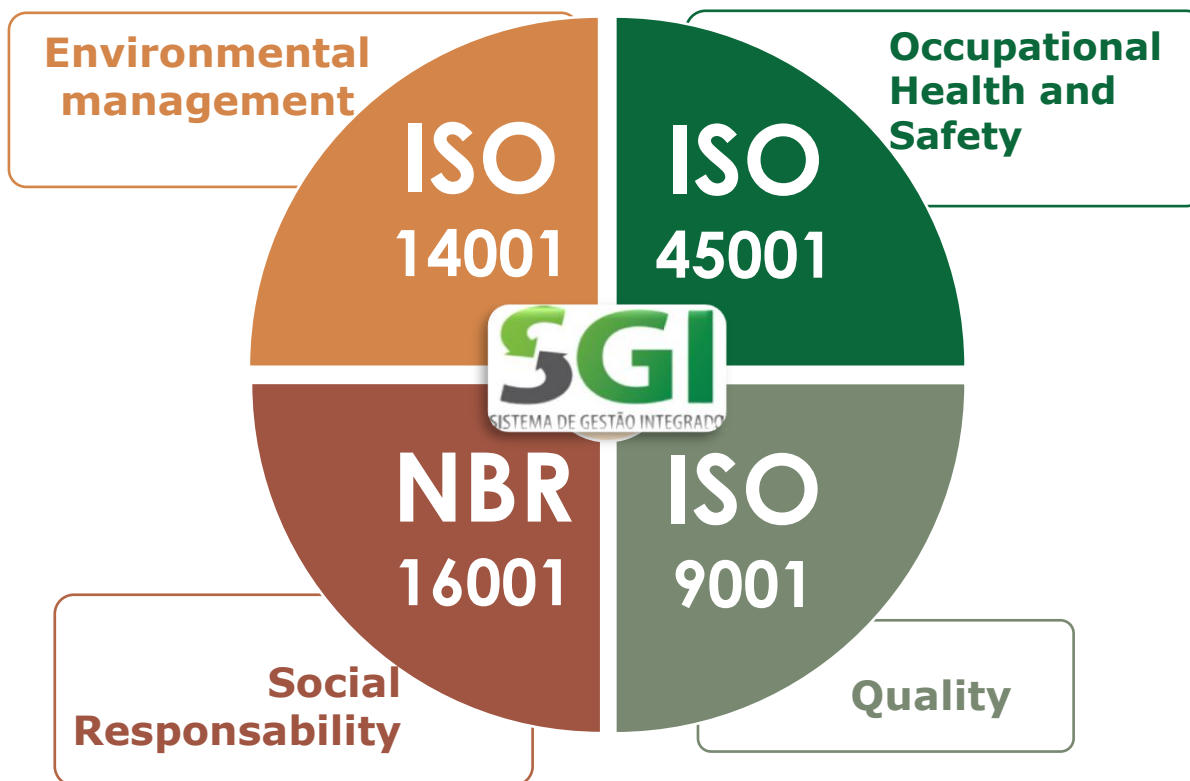 Environmental
management
ISO
14001
Occupational
Health and
Safety
ISO
45001
SGI
SISTEMA DE GESTÃO INTEGRADO
NBR
16001
Social
Responsability
ISO
9001
Quality